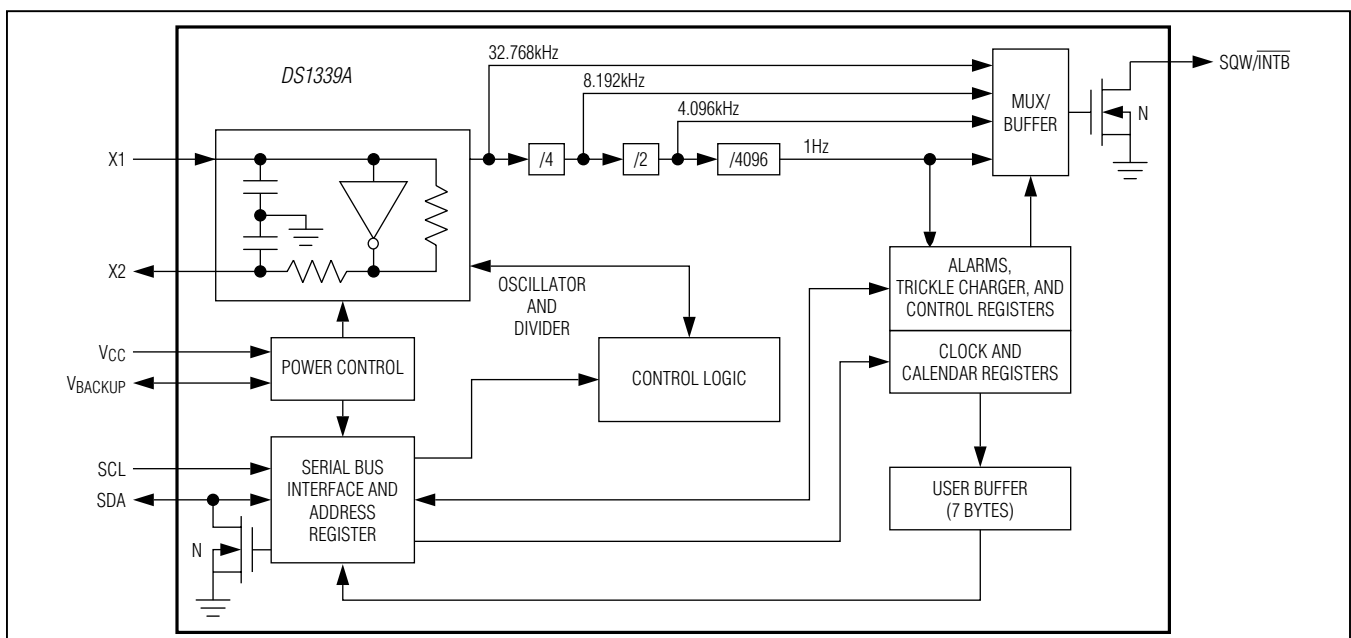 DS1339A
32.768kHz
8.192kHz
4.096kHz
1Hz
/4
/2
/4096
MUX/
BUFFER
N
SQW/INTB
X1
X2
OSCILLATOR
AND
DIVIDER
ALARMS,
TRICKLE CHARGER, AND
CONTROL REGISTERS
CLOCK AND
CALENDAR REGISTERS
VCC
VBACKUP
POWER CONTROL
CONTROL LOGIC
SCL
SDA
SERIAL BUS
INTERFACE AND
ADDRESS
REGISTER
USER BUFFER
(7 BYTES)
N